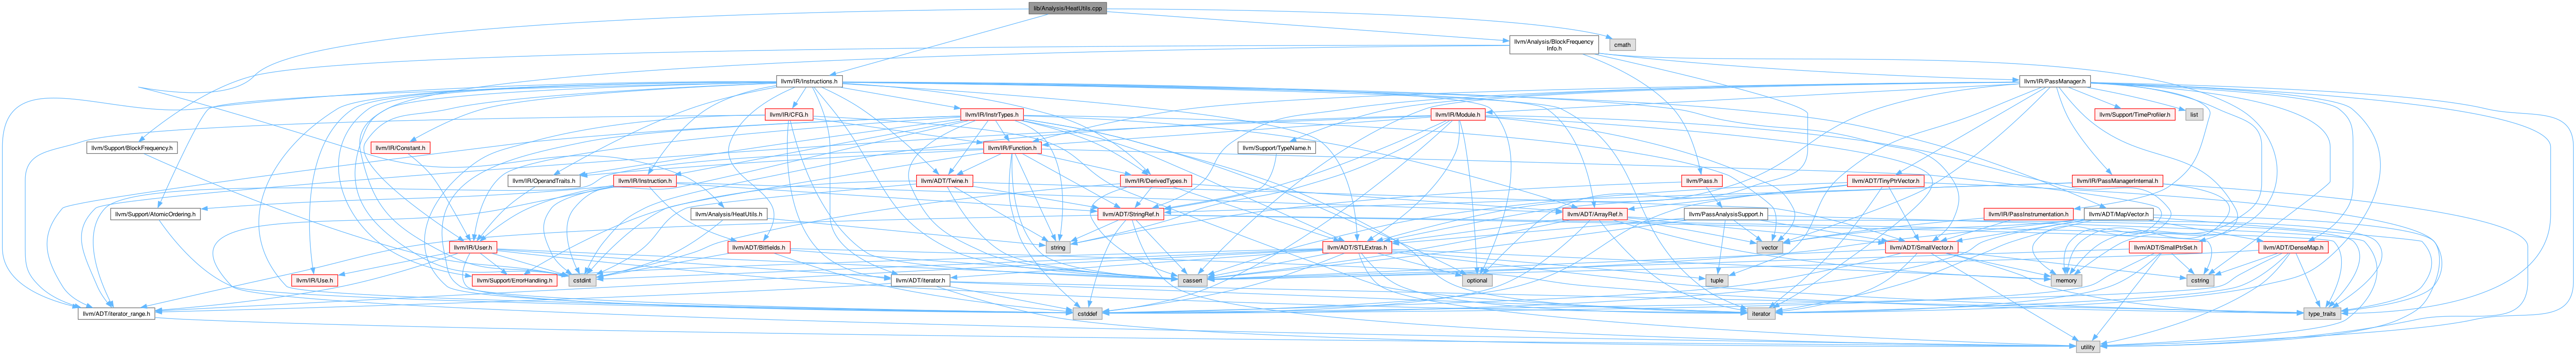 lib/Analysis/HeatUtils.cpp
llvm/Analysis/BlockFrequency
Info.h
cmath
llvm/IR/Instructions.h
llvm/IR/PassManager.h
llvm/IR/CFG.h
llvm/IR/InstrTypes.h
llvm/IR/Module.h
llvm/Support/TimeProfiler.h
list
llvm/Support/BlockFrequency.h
llvm/IR/Constant.h
llvm/IR/Function.h
llvm/Support/TypeName.h
llvm/IR/OperandTraits.h
llvm/IR/Instruction.h
llvm/ADT/Twine.h
llvm/IR/DerivedTypes.h
llvm/Pass.h
llvm/ADT/TinyPtrVector.h
llvm/IR/PassManagerInternal.h
llvm/Support/AtomicOrdering.h
llvm/Analysis/HeatUtils.h
llvm/ADT/StringRef.h
llvm/ADT/ArrayRef.h
llvm/PassAnalysisSupport.h
llvm/IR/PassInstrumentation.h
llvm/ADT/MapVector.h
llvm/IR/User.h
llvm/ADT/Bitfields.h
string
llvm/ADT/STLExtras.h
vector
llvm/ADT/SmallVector.h
llvm/ADT/SmallPtrSet.h
llvm/ADT/DenseMap.h
llvm/IR/Use.h
llvm/Support/ErrorHandling.h
cstdint
llvm/ADT/iterator.h
cassert
optional
tuple
memory
cstring
llvm/ADT/iterator_range.h
cstddef
iterator
type_traits
utility